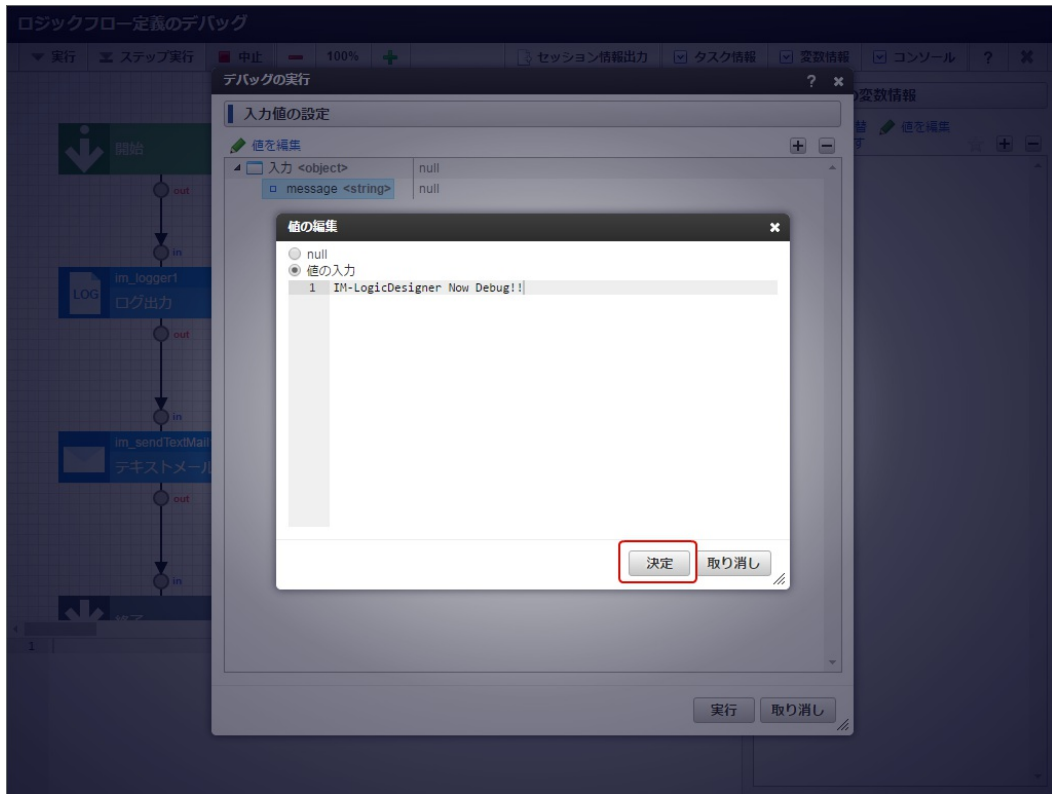 ロジックフロー定義のデバッグ
実行 ステップ実行 中止 100% セッション情報出力 タスク情報 変数情報 コンソール ?
デバッグの実行 ?
変数情報
入力値の設定
値を編集
替 値を編集
す
入力 <object> null
message <string> null
開始
out
in
値の編集
null
値の入力
1 IM-LogicDesigner Now Debug!!
im_logger1
LOG ログ出力
out
in
im_sendTextMail
テキストメール
out
決定 取り消し
in
終了
1
実行 取り消し